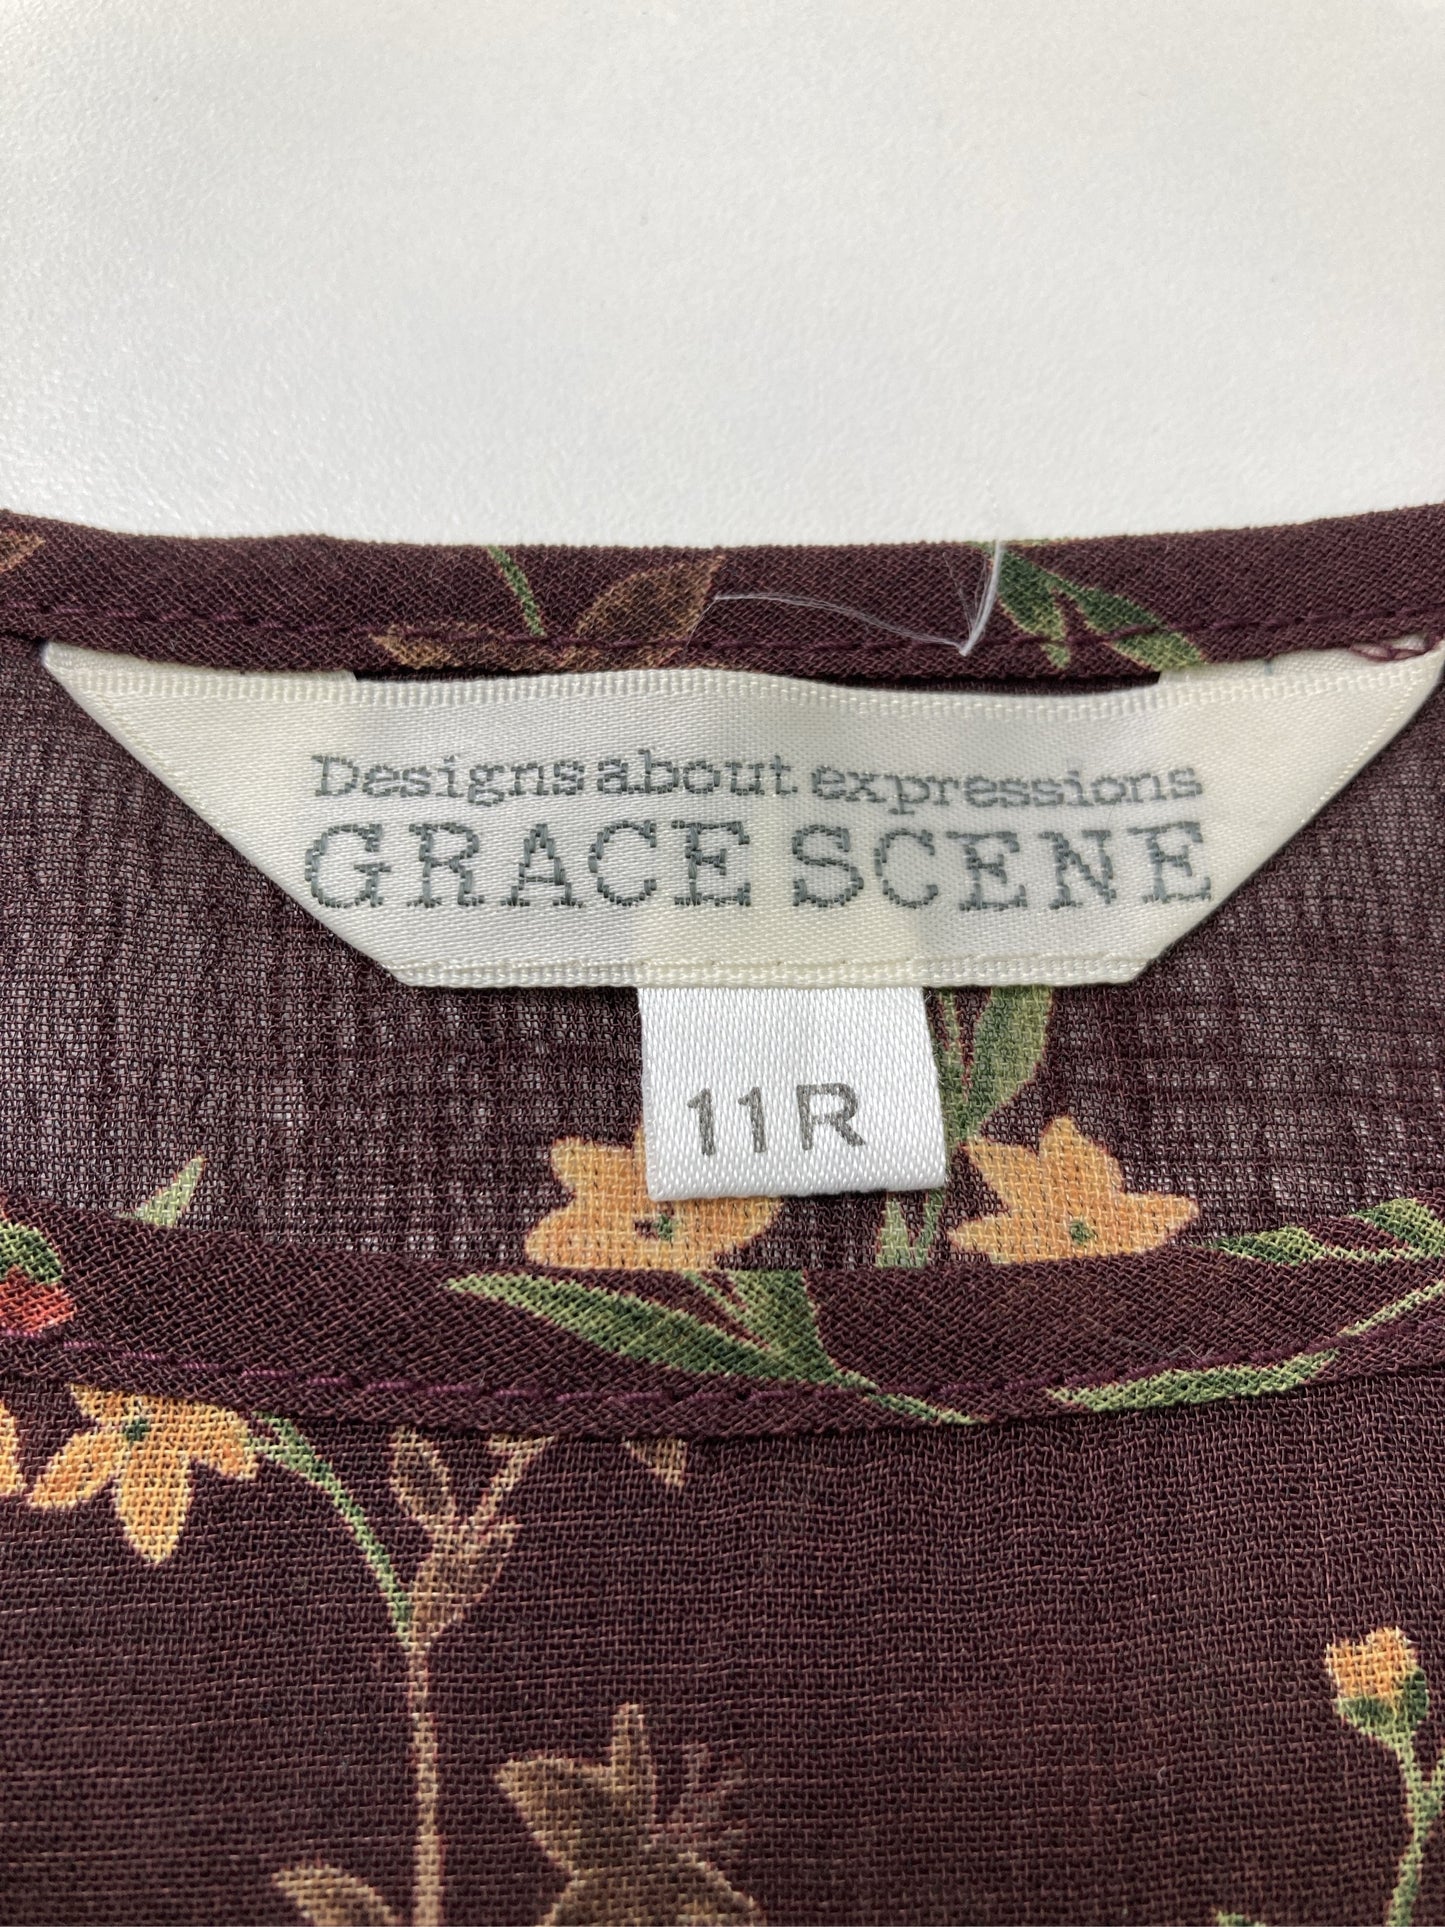 Designs about expressions
GRACE SCENE
11R